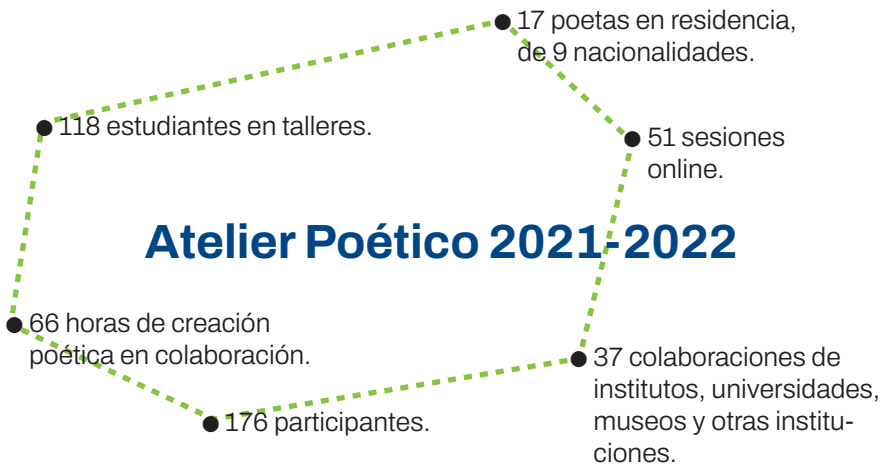 17 poetas en residencia,
de 9 nacionalidades.
118 estudiantes en talleres.
51 sesiones
online.
Atelier Poético 2021-2022
66 horas de creación
poética en colaboración.
37 colaboraciones de
institutos, universidades,
museos y otras institu-
ciones.
176 participantes.